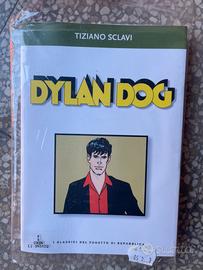 TIZIANO SCLAVI
DYLAN DOG
I CLASSICI DEL FUMETTO DI REPUBBLICA